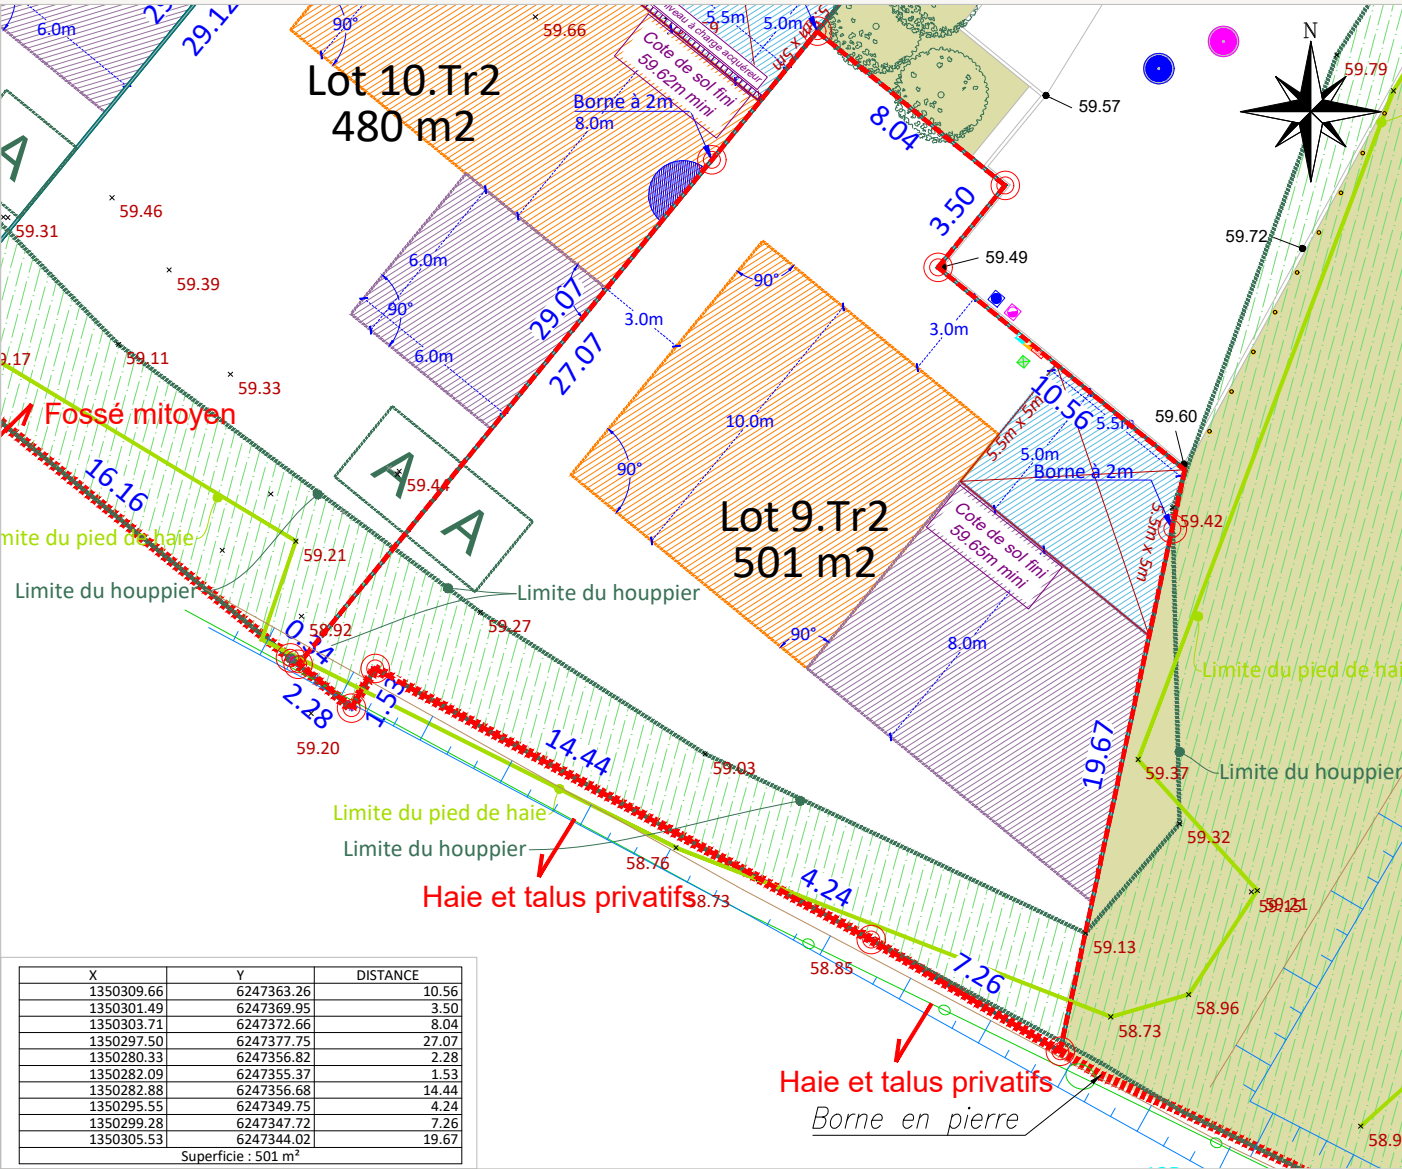 6.0m
29.12
90°
59.66
5.5m
5.0m
5.5m x 5m
Cote de sol fini
59.62m mini
Lot 10.Tr2
480 m2
Borne à 2m
8.0m
8.04
59.57
N
59.79
A
59.46
59.31
59.39
3.50
59.72
59.49
6.0m
90°
6.0m
29.07
27.07
3.0m
90°
3.0m
59.11
59.33
59.17
Fossé mitoyen
10.56
5.5m x 5m
5.5m
59.60
10.0m
5.0m
Borne à 2m
90°
16.16
A
59.44
A
Lot 9.Tr2
501 m2
Cote de sol fini
59.65m mini
59.42
5.5m x 5m
Limite du pied de haie
59.21
Limite du houppier
Limite du houppier
58.92
59.27
0.34
90°
8.0m
Limite du pied de hai
2.28
1.53
59.20
14.44
59.03
19.67
59.37
Limite du houppier
Limite du pied de haie
Limite du houppier
58.76
59.32
Haie et talus privatifs
58.73
4.24
59.21
59.13
58.85
7.26
58.96
58.73
Haie et talus privatifs
Borne en pierre
58.9
X Y DISTANCE
1350309.66 6247363.26 10.56
1350301.49 6247369.95 3.50
1350303.71 6247372.66 8.04
1350297.50 6247377.75 27.07
1350280.33 6247356.82 2.28
1350282.09 6247355.37 1.53
1350282.88 6247356.68 14.44
1350295.55 6247349.75 4.24
1350299.28 6247347.72 7.26
1350305.53 6247344.02 19.67
Superficie : 501 m²